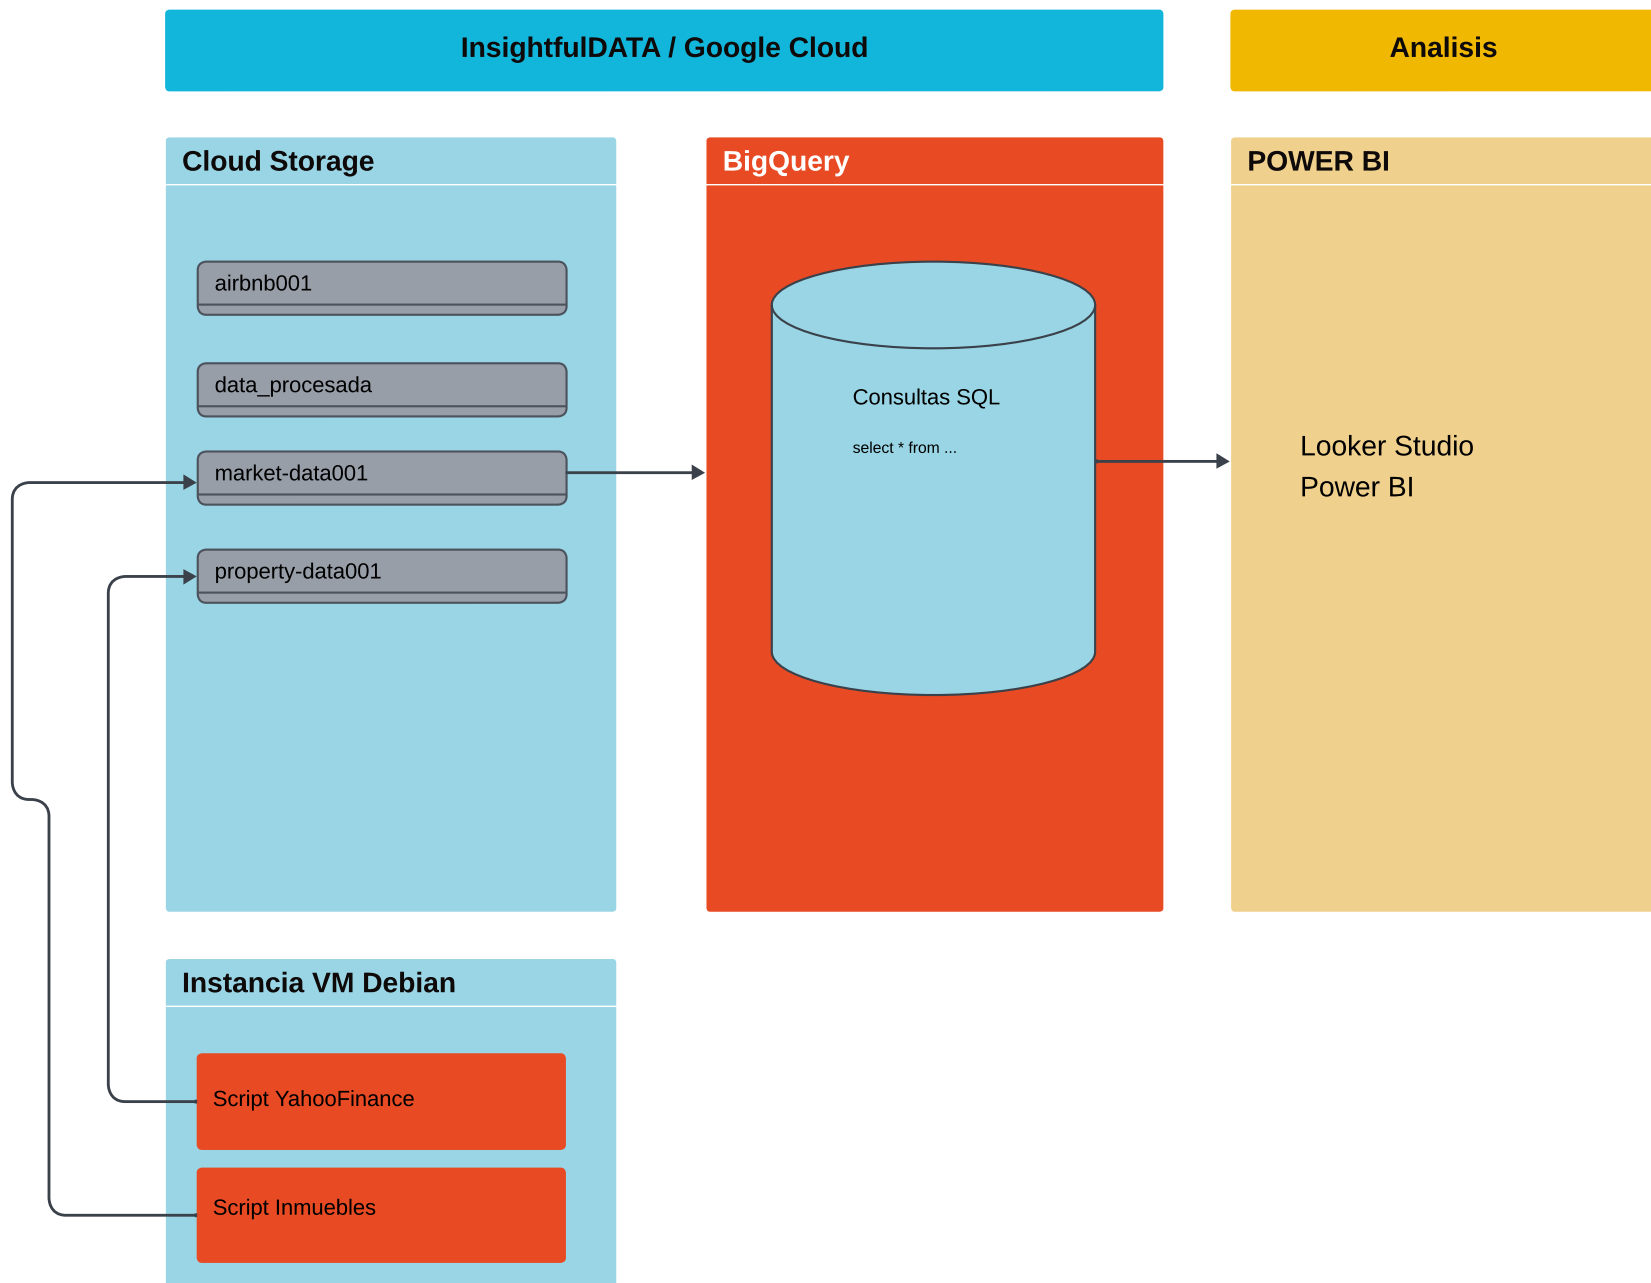 InsightfulDATA / Google Cloud
Analisis
Cloud Storage
airbnb001
data_procesada
market-data001
property-data001
BigQuery
Consultas SQL
select * from ...
POWER BI
Looker Studio
Power BI
Instancia VM Debian
Script YahooFinance
Script Inmuebles